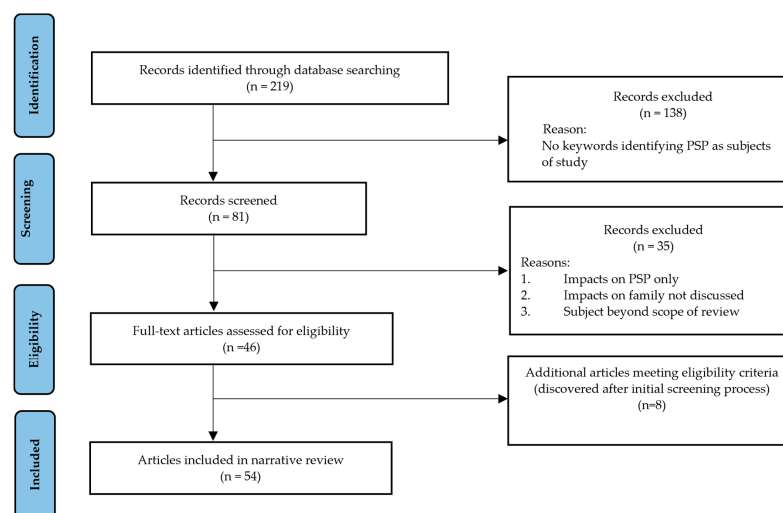 Identification
Records identified through database searching
(n = 219)
Records excluded
(n = 138)
Reason:
No keywords identifying PSP as subjects
of study
Screening
Records screened
(n = 81)
Records excluded
(n = 35)
Reasons:
1. Impacts on PSP only
2. Impacts on family not discussed
3. Subject beyond scope of review
Eligibility
Full-text articles assessed for eligibility
(n =46)
Additional articles meeting eligibility criteria
(discovered after initial screening process)
(n=8)
Included
Articles included in narrative review
(n = 54)